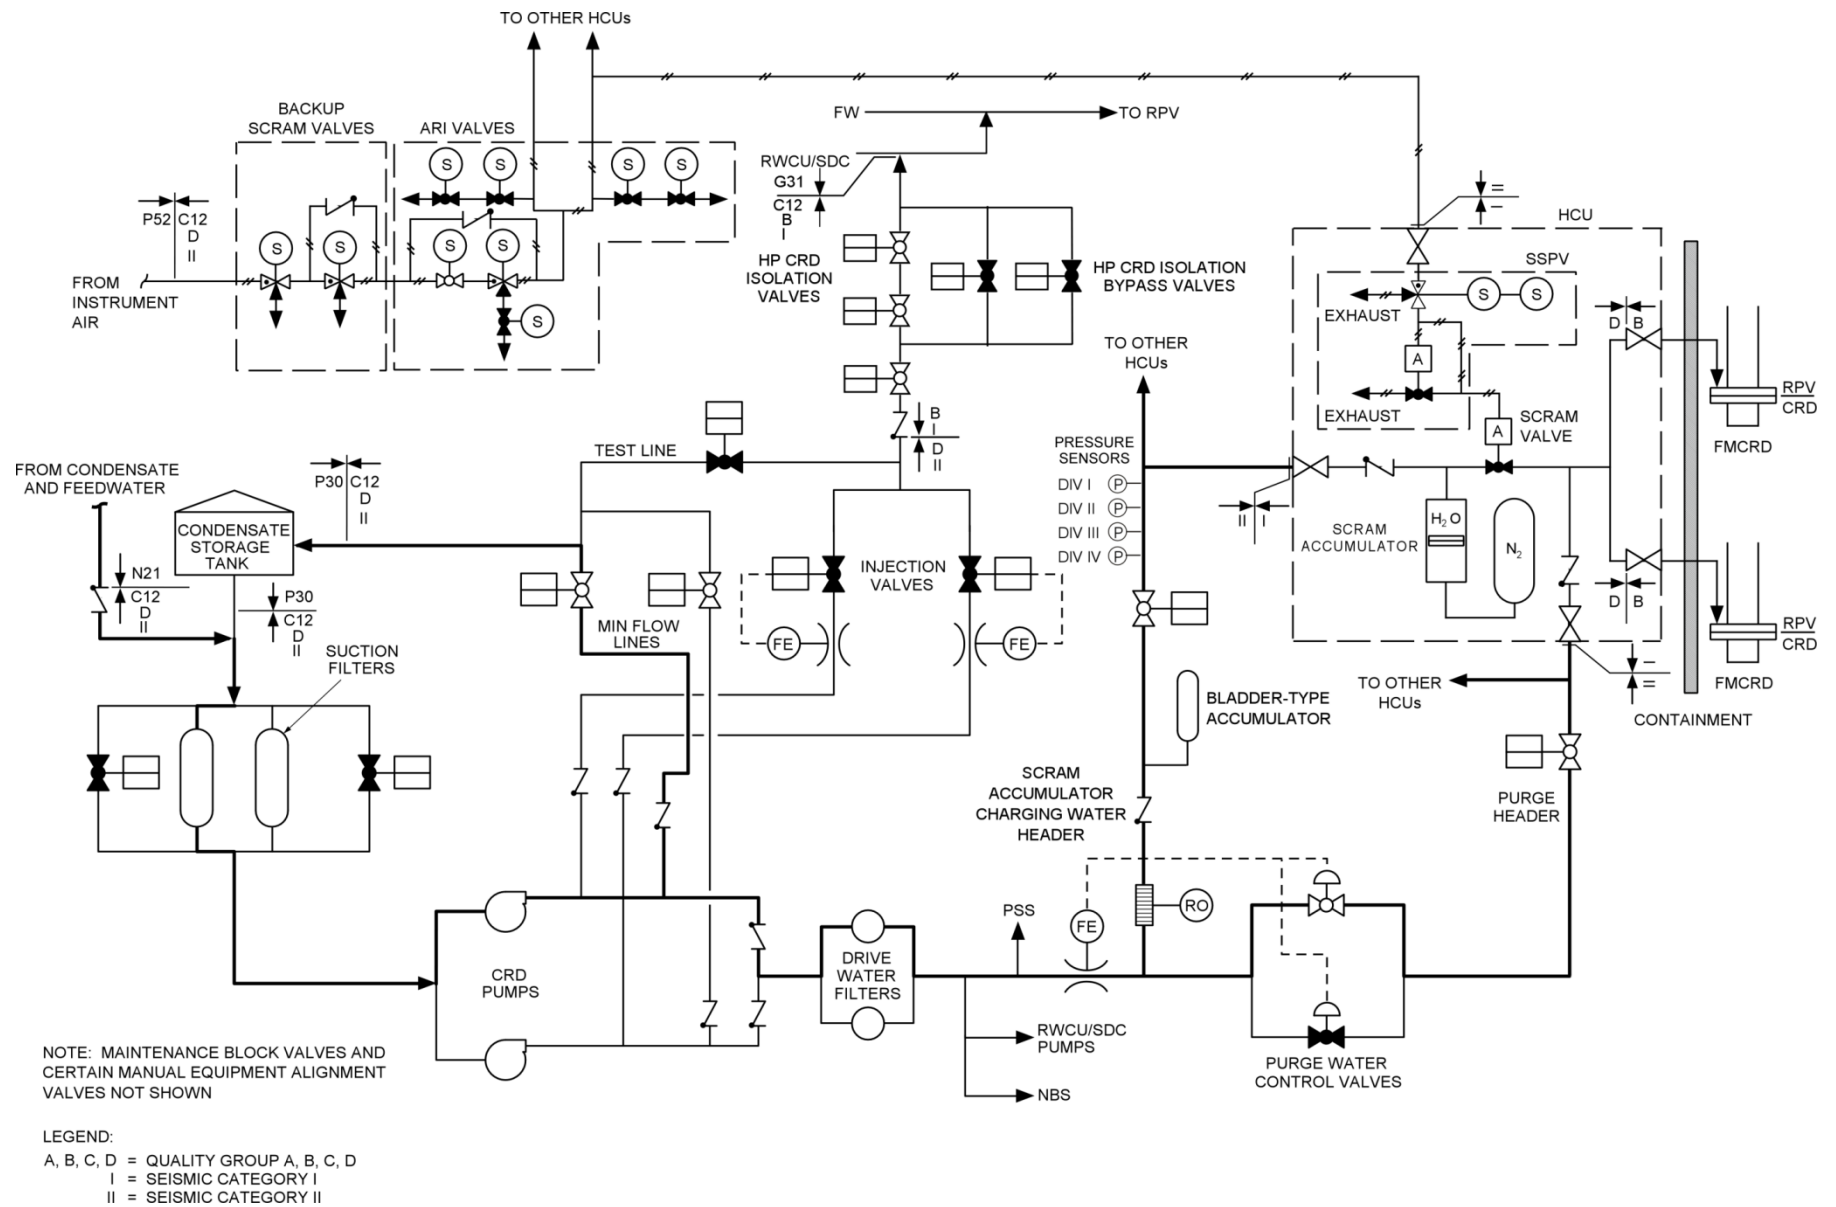 TO OTHER HCUs
BACKUP
SCRAM VALVES
ARI VALVES
S
S
S
S
S
S
S
S
S
P52
C12
D
II
FROM
INSTRUMENT
AIR
FW
TO RPV
RWCU/SDC
G31
C12
B
I
HP CRD
ISOLATION
VALVES
HP CRD ISOLATION
BYPASS VALVES
II
I
HCU
SSPV
S
S
EXHAUST
A
EXHAUST
A
SCRAM
VALVE
D
B
RPV
CRD
FMCRD
TO OTHER
HCUs
PRESSURE
SENSORS
DIV I
P
DIV II
P
DIV III
P
DIV IV
P
II
I
SCRAM
ACCUMULATOR
H2O
N2
D
B
RPV
CRD
FMCRD
CONTAINMENT
I
II
TO OTHER
HCUs
B
I
D
II
TEST LINE
FROM CONDENSATE
AND FEEDWATER
P30
C12
D
II
CONDENSATE
STORAGE
TANK
N21
C12
D
II
P30
C12
D
II
SUCTION
FILTERS
MIN FLOW
LINES
INJECTION
VALVES
FE
FE
BLADDER-TYPE
ACCUMULATOR
SCRAM
ACCUMULATOR
CHARGING WATER
HEADER
PURGE
HEADER
CRD
PUMPS
DRIVE
WATER
FILTERS
PSS
FE
RO
RWCU/SDC
PUMPS
NBS
PURGE WATER
CONTROL VALVES
NOTE: MAINTENANCE BLOCK VALVES AND
CERTAIN MANUAL EQUIPMENT ALIGNMENT
VALVES NOT SHOWN
LEGEND:
A, B, C, D = QUALITY GROUP A, B, C, D
I = SEISMIC CATEGORY I
II = SEISMIC CATEGORY II